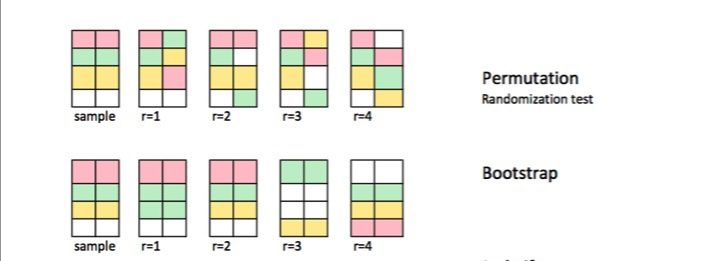 sample r=1 r=2 r=3 r=4
Permutation
Randomization test
sample r=1 r=2 r=3 r=4
Bootstrap